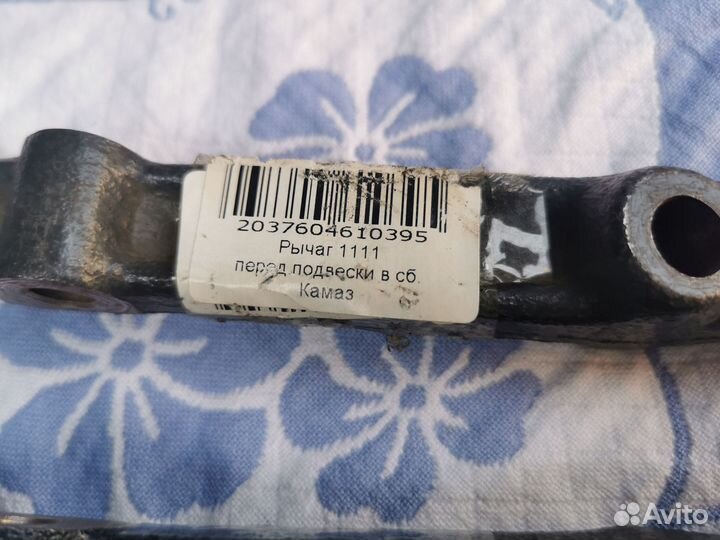 2037604610395
Рычаг 1111
перед подвески в сб.
Камаз
Avito